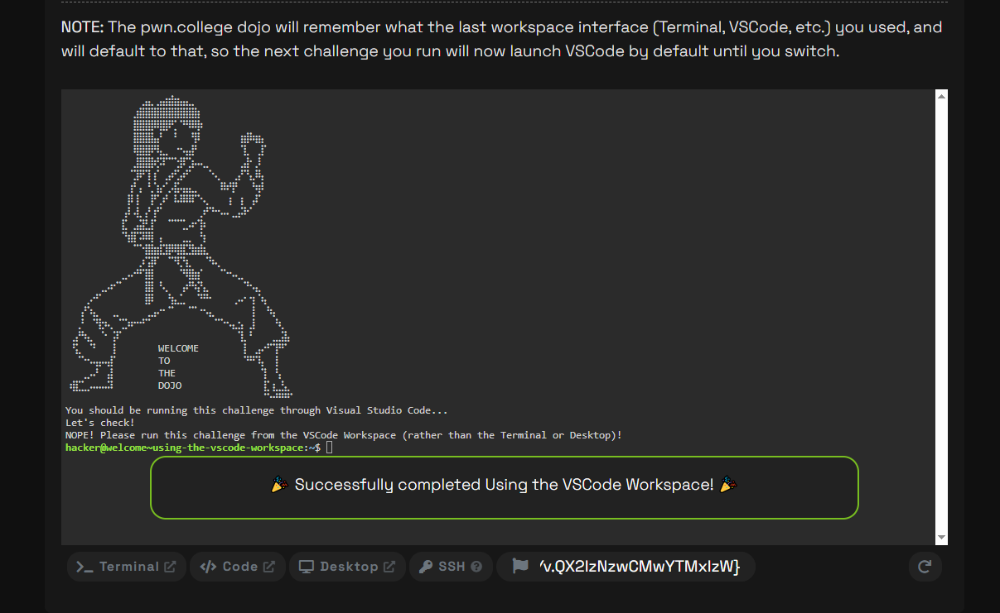 NOTE: The pwn.college dojo will remember what the last workspace interface (Terminal, VSCode, etc.) you used, and
will default to that, so the next challenge you run will now launch VSCode by default until you switch.
WELCOME
TO
THE
DOJO
You should be running this challenge through Visual Studio Code...
Let's check!
NOPE! Please run this challenge from the VSCode Workspace (rather than the Terminal or Desktop)!
hacker@welcome~using-the-vscode-workspace:~$
🎉 Successfully completed Using the VSCode Workspace! 🎉
>_ Terminal </> Code Desktop SSH ? v.QX2IzNzwCMwYTMxIzW}